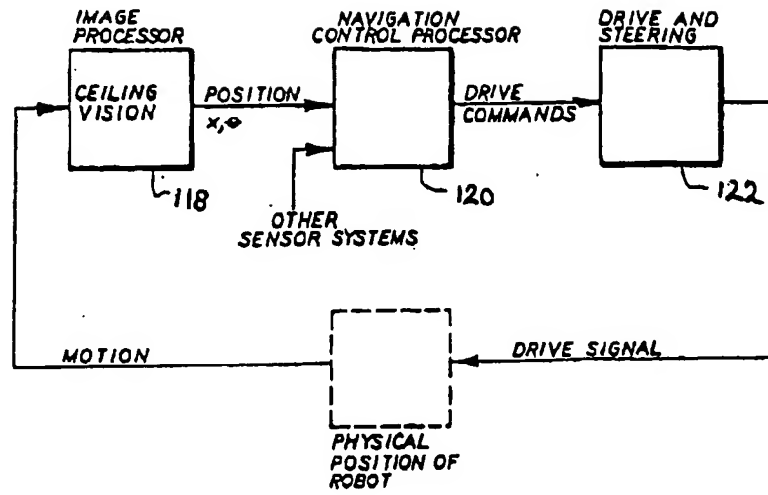 IMAGE
PROCESSOR
NAVIGATION
CONTROL PROCESSOR
DRIVE AND
STEERING
CEILING
VISION
POSITION
x,ɵ
DRIVE
COMMANDS
118
120
122
OTHER
SENSOR SYSTEMS
MOTION
DRIVE SIGNAL
PHYSICAL
POSITION OF
ROBOT